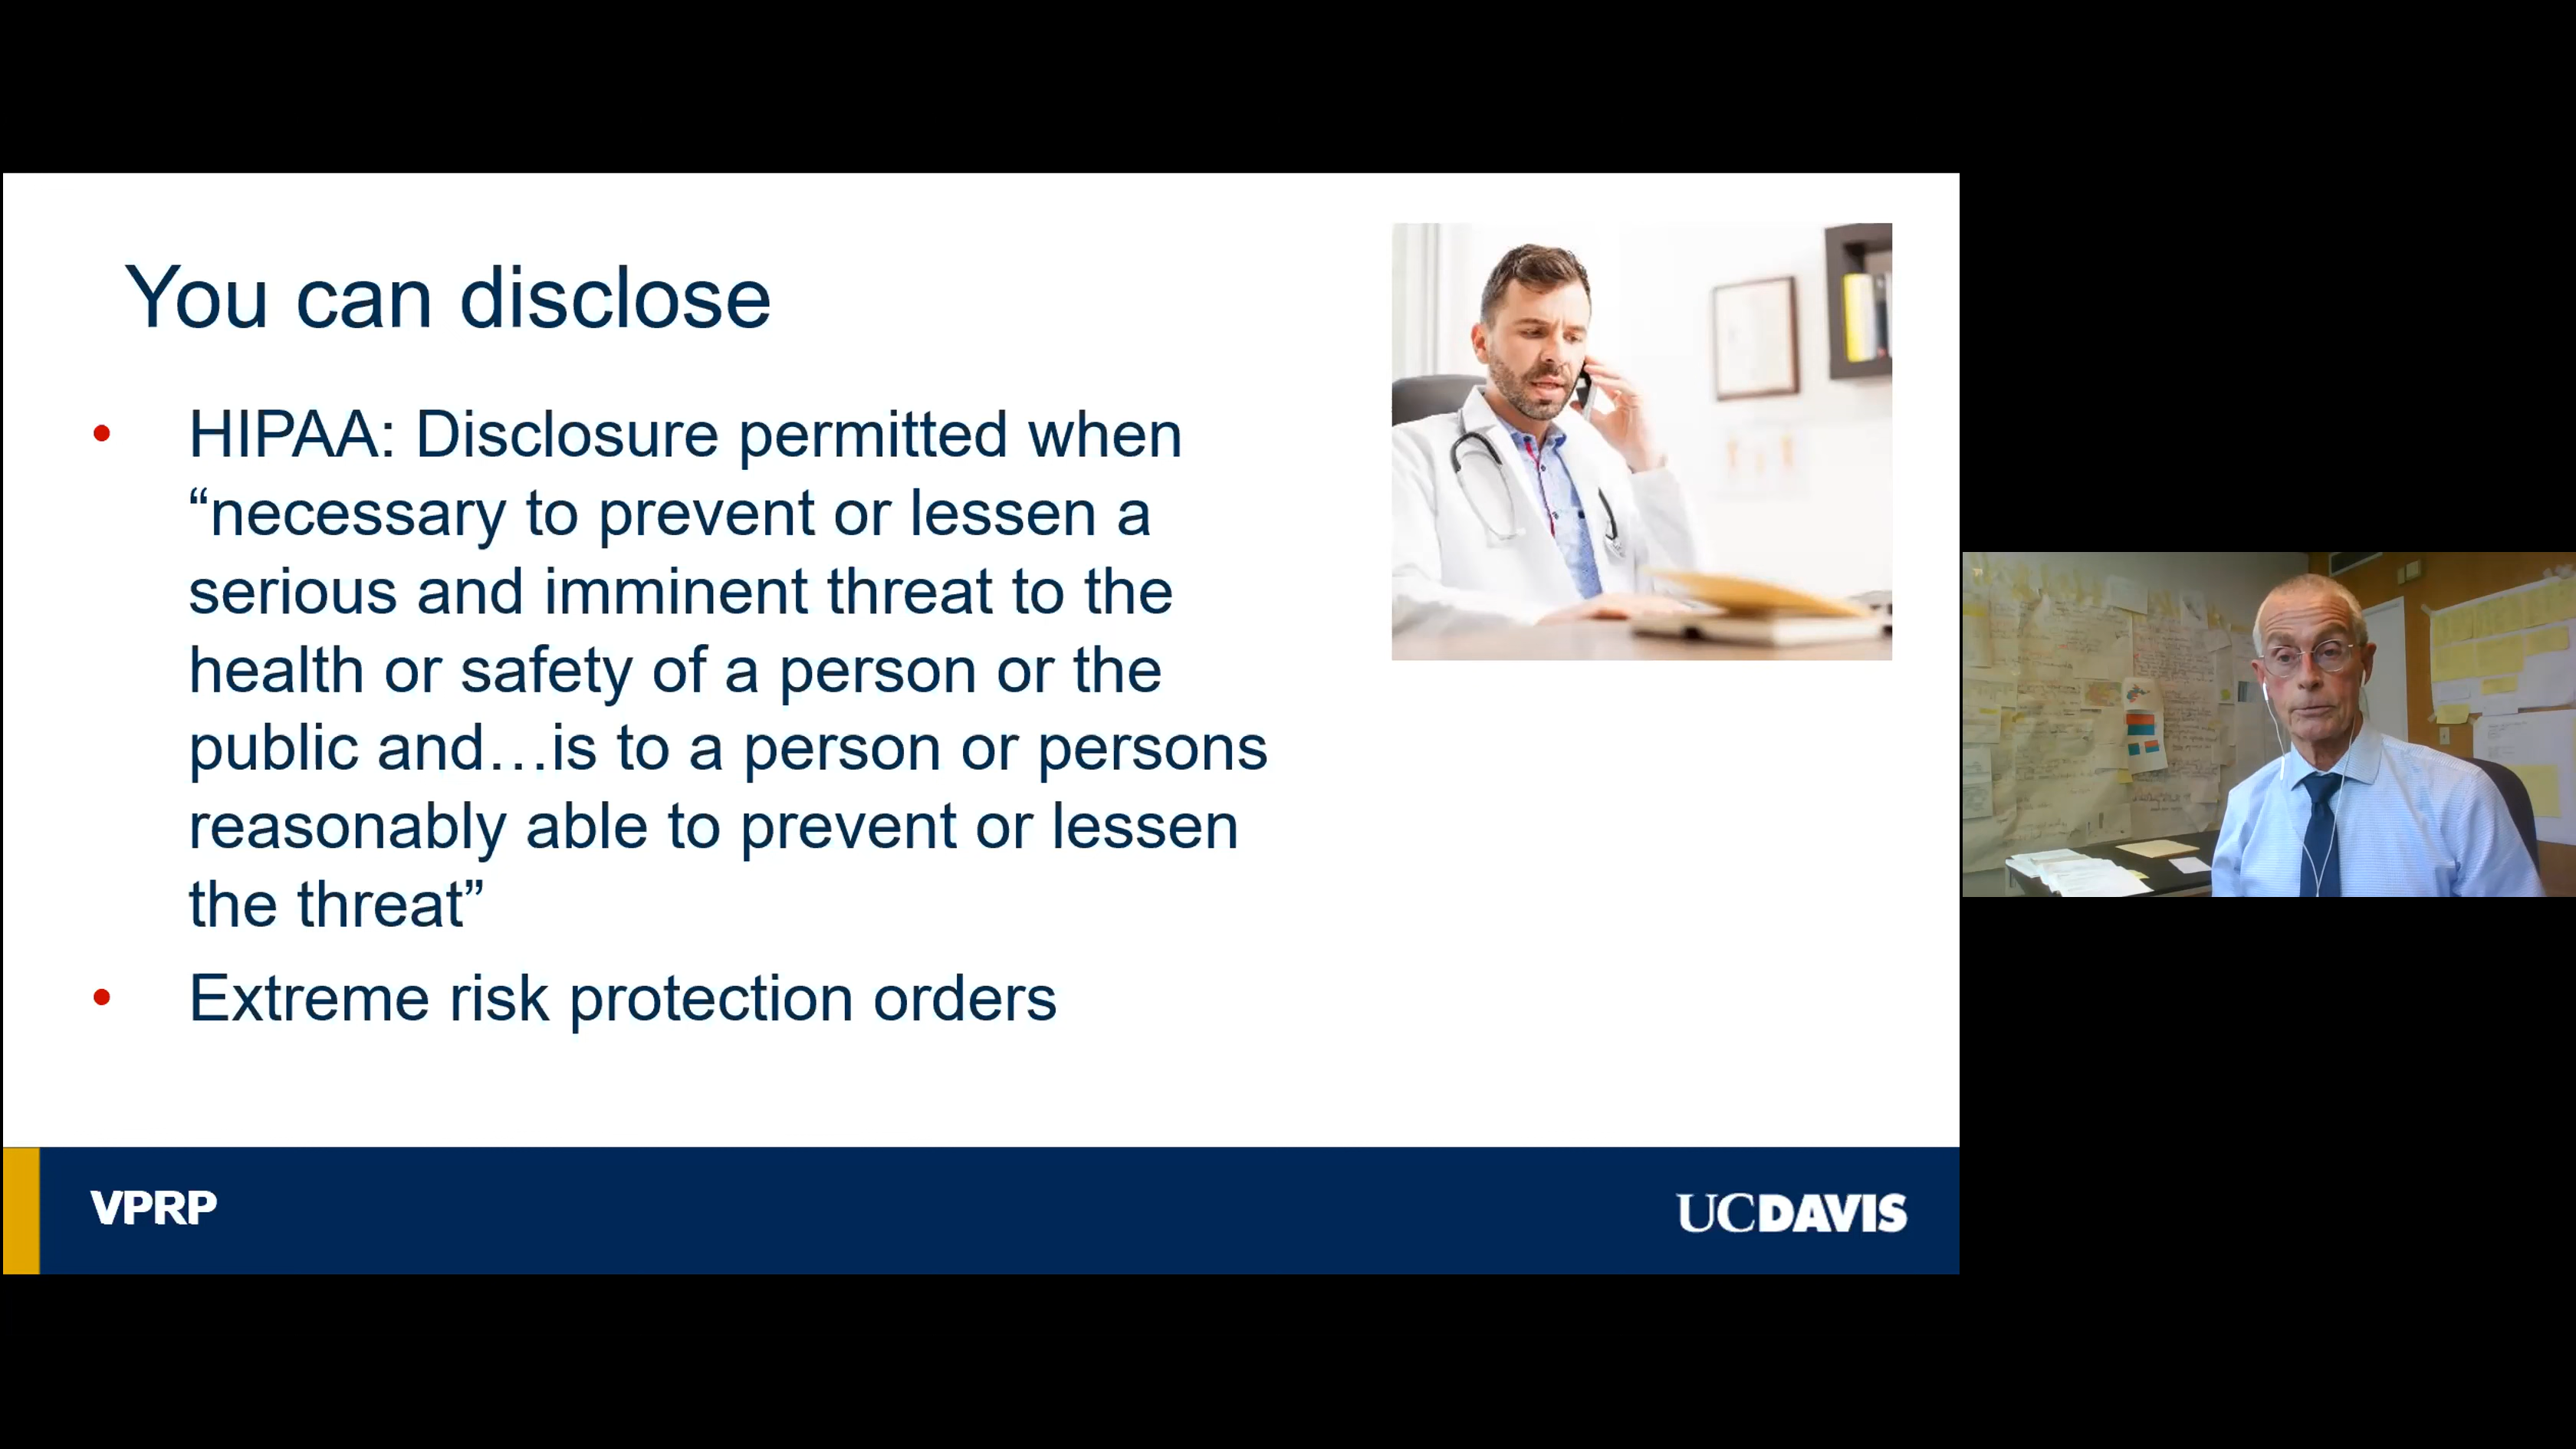 You can disclose
• HIPAA: Disclosure permitted when
“necessary to prevent or lessen a
serious and imminent threat to the
health or safety of a person or the
public and…is to a person or persons
reasonably able to prevent or lessen
the threat”
• Extreme risk protection orders
VPRP
UCDAVIS